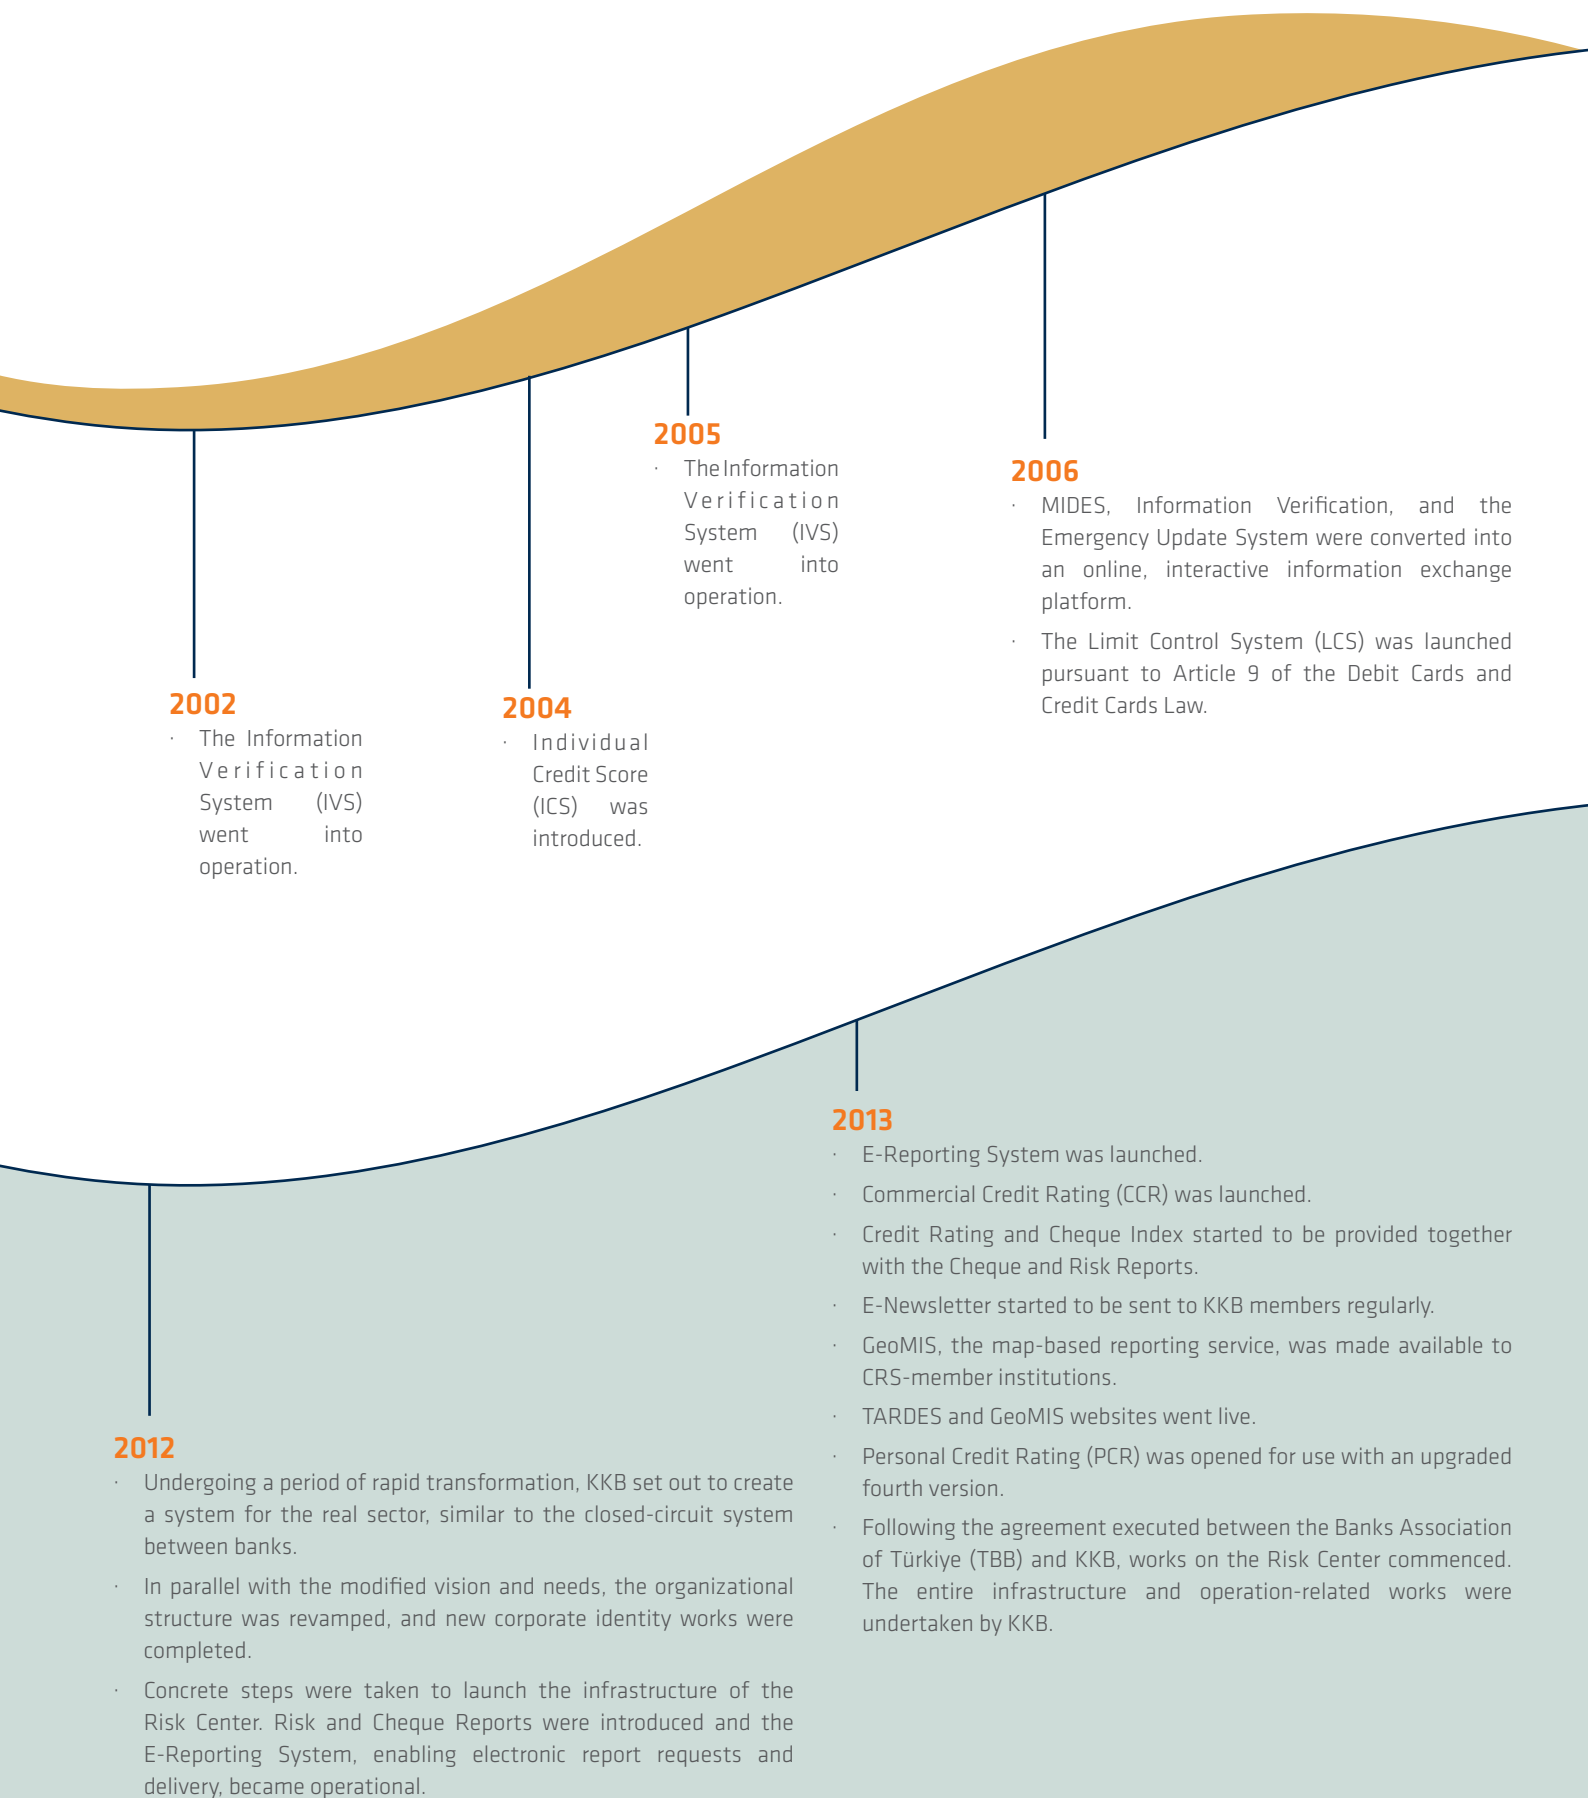 2002
· The Information
Verification
System (IVS)
went into
operation.
2004
· Individual
Credit Score
(ICS) was
introduced.
2005
· The Information
Verification
System (IVS)
went into
operation.
2006
· MIDES, Information Verification, and the
Emergency Update System were converted into
an online, interactive information exchange
platform.
· The Limit Control System (LCS) was launched
pursuant to Article 9 of the Debit Cards and
Credit Cards Law.
2012
· Undergoing a period of rapid transformation, KKB set out to create
a system for the real sector, similar to the closed-circuit system
between banks.
· In parallel with the modified vision and needs, the organizational
structure was revamped, and new corporate identity works were
completed.
· Concrete steps were taken to launch the infrastructure of the
Risk Center. Risk and Cheque Reports were introduced and the
E-Reporting System, enabling electronic report requests and
delivery, became operational.
2013
· E-Reporting System was launched.
· Commercial Credit Rating (CCR) was launched.
· Credit Rating and Cheque Index started to be provided together
with the Cheque and Risk Reports.
· E-Newsletter started to be sent to KKB members regularly.
· GeoMIS, the map-based reporting service, was made available to
CRS-member institutions.
· TARDES and GeoMIS websites went live.
· Personal Credit Rating (PCR) was opened for use with an upgraded
fourth version.
· Following the agreement executed between the Banks Association
of Türkiye (TBB) and KKB, works on the Risk Center commenced.
The entire infrastructure and operation-related works were
undertaken by KKB.